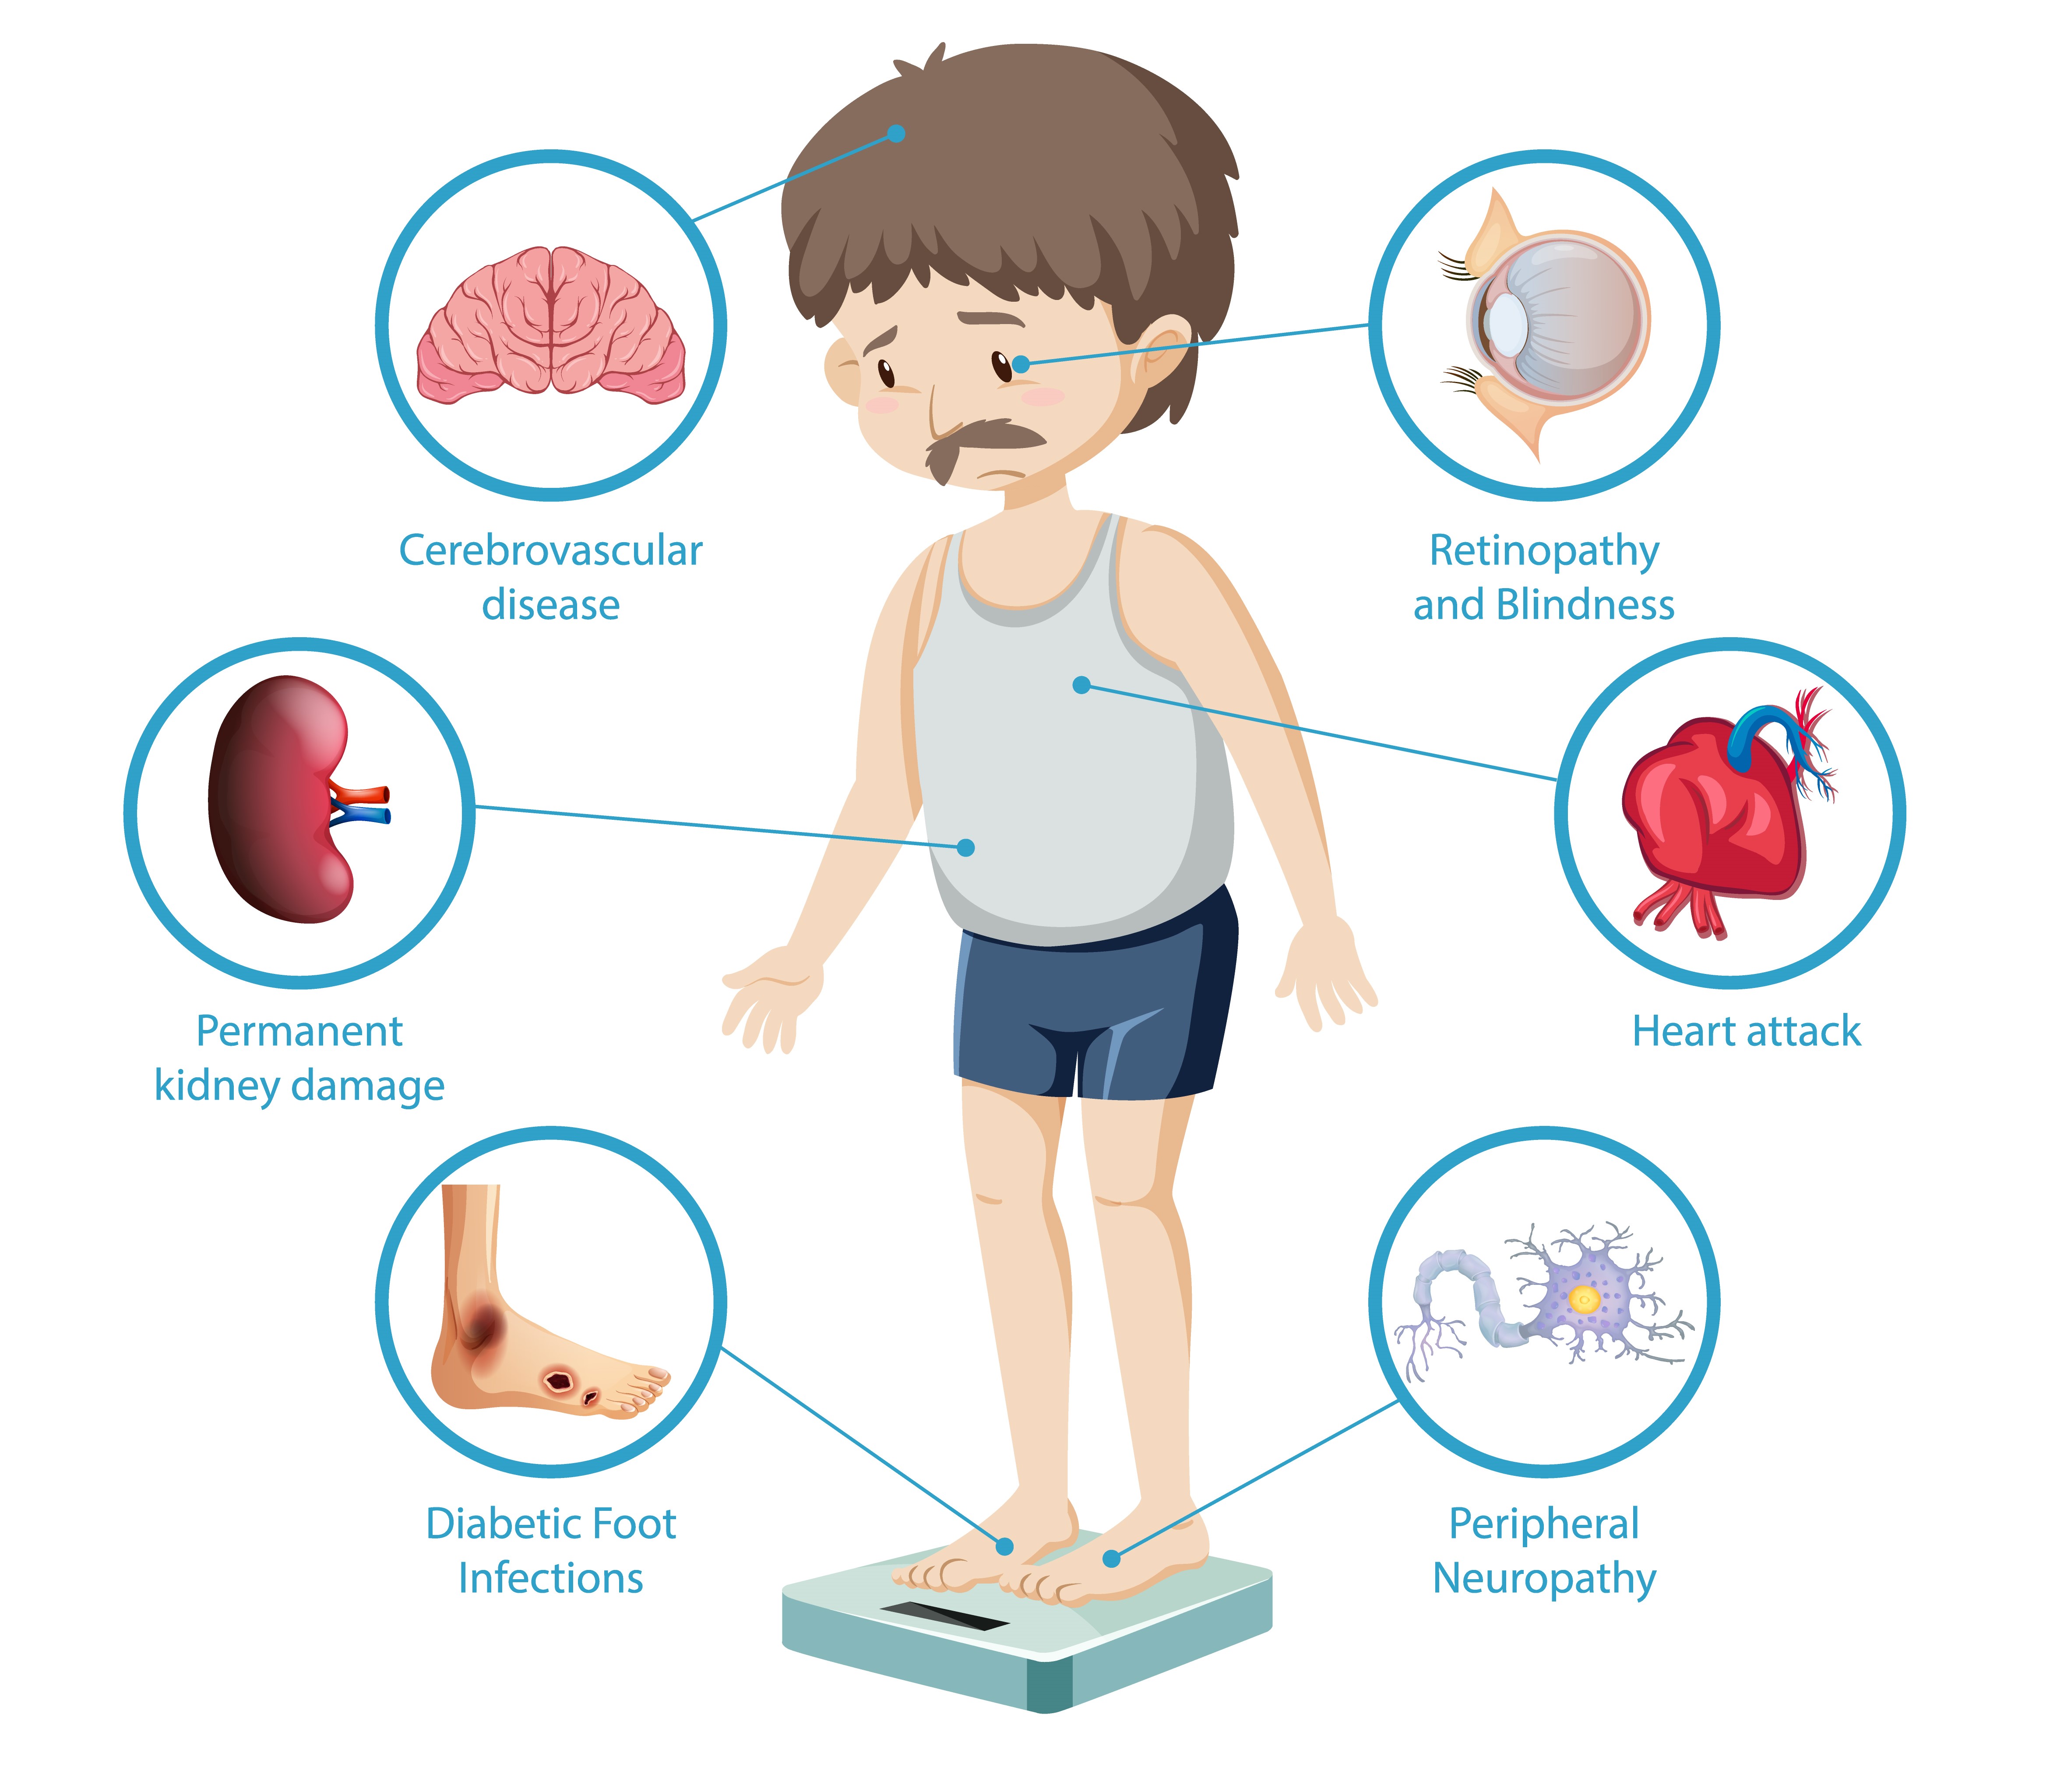 Cerebrovascular
disease
Retinopathy
and Blindness
Permanent
kidney damage
Heart attack
Diabetic Foot
Infections
Peripheral
Neuropathy